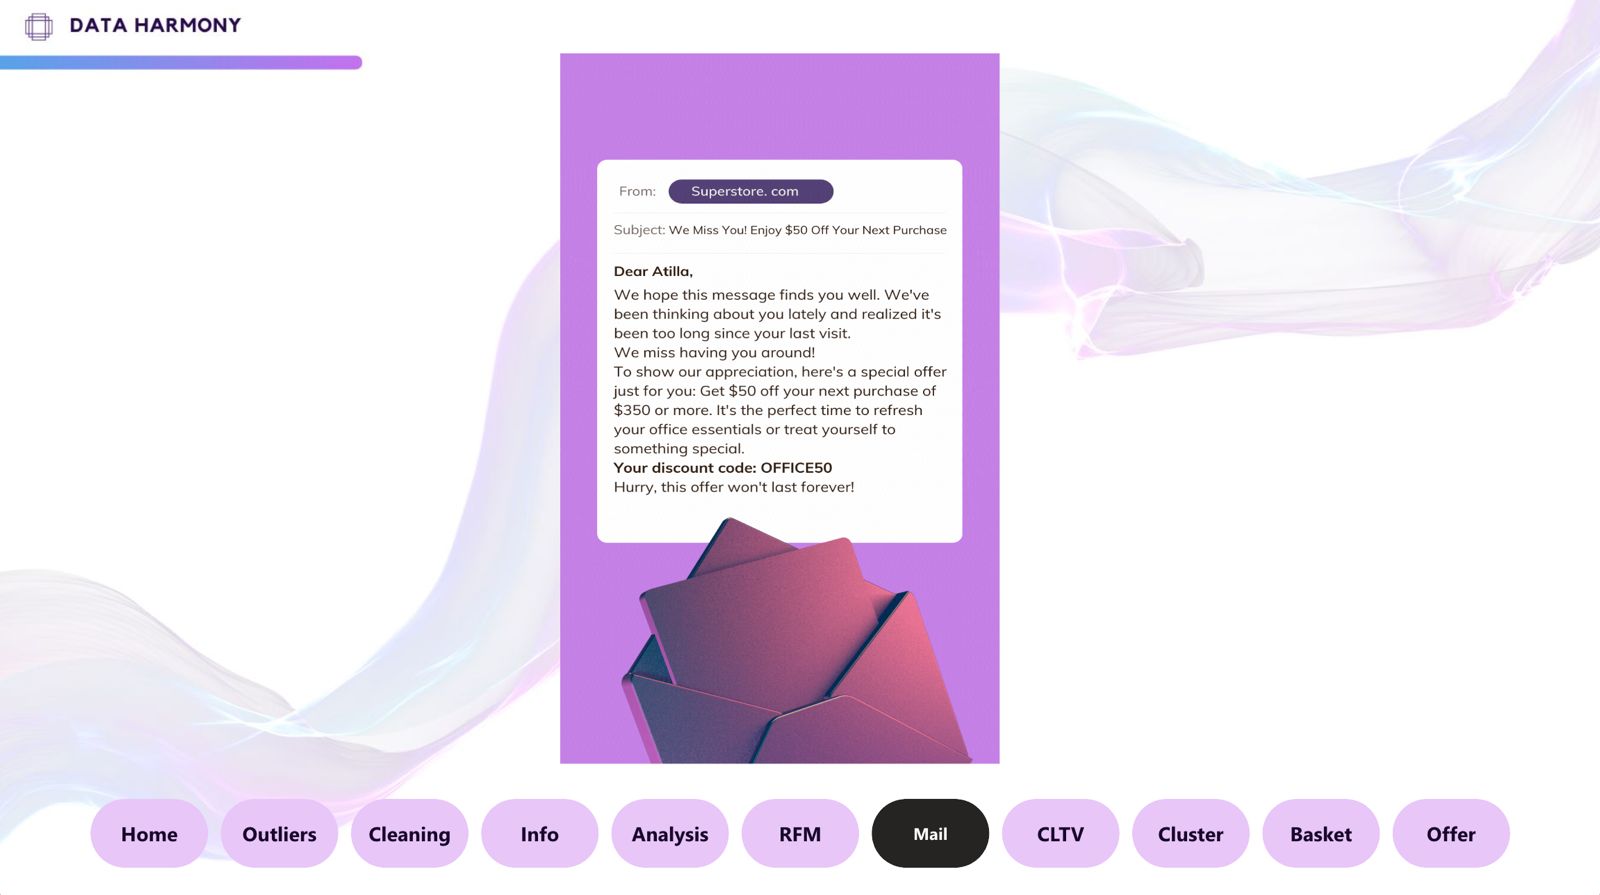 DATA HARMONY
From: Superstore. com
Subject: We Miss You! Enjoy $50 Off Your Next Purchase
Dear Atilla,
We hope this message finds you well. We've
been thinking about you lately and realized it's
been too long since your last visit.
We miss having you around!
To show our appreciation, here's a special offer
just for you: Get $50 off your next purchase of
$350 or more. It's the perfect time to refresh
your office essentials or treat yourself to
something special.
Your discount code: OFFICE50
Hurry, this offer won't last forever!
Home Outliers Cleaning Info Analysis RFM Mail CLTV Cluster Basket Offer